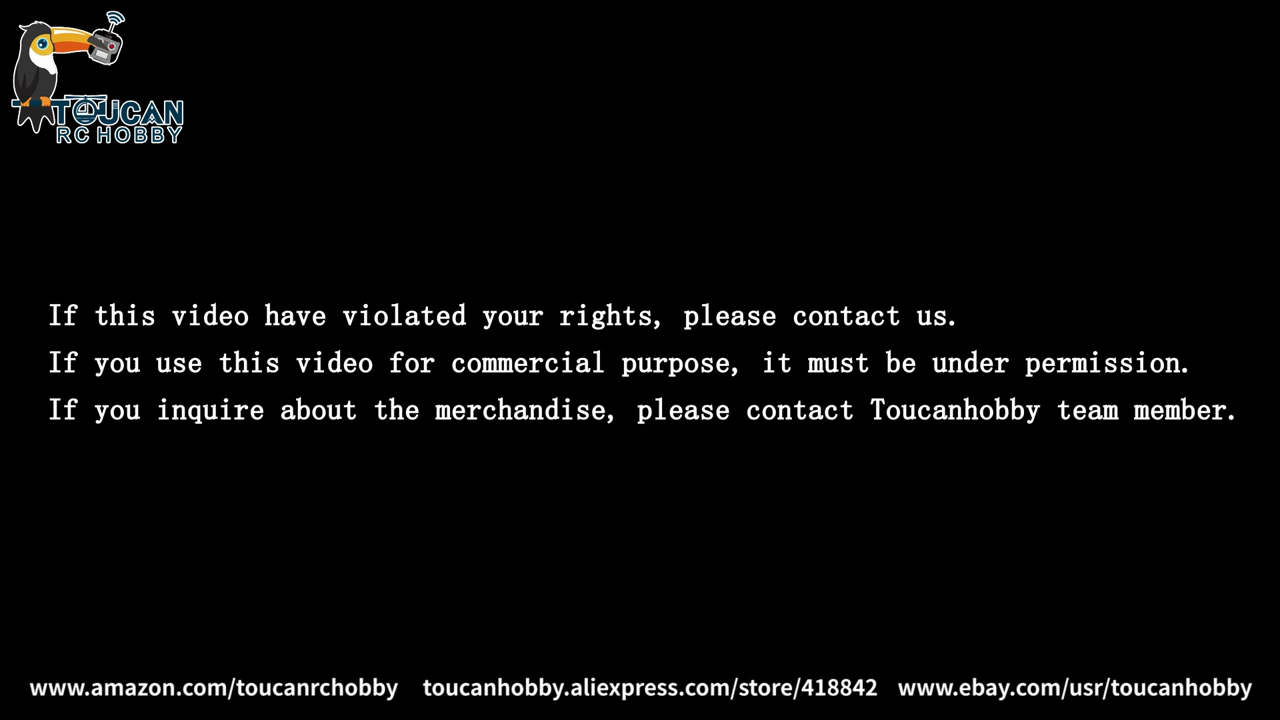 TOUCAN
RC HOBBY
If this video have violated your rights, please contact us.
If you use this video for commercial purpose, it must be under permission.
If you inquire about the merchandise, please contact Toucanhobby team member.
www.amazon.com/toucanrchobby toucanhobby.aliexpress.com/store/418842 www.ebay.com/usr/toucanhobby